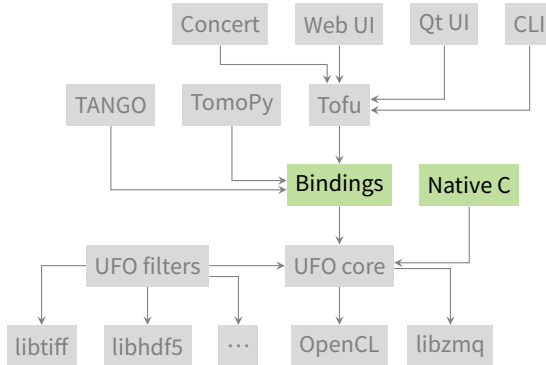 Concert
Web UI
Qt UI
CLI
TANGO
TomoPy
Tofu
Bindings
Native C
UFO filters
UFO core
libtiff
libhdf5
⋯
OpenCL
libzmq